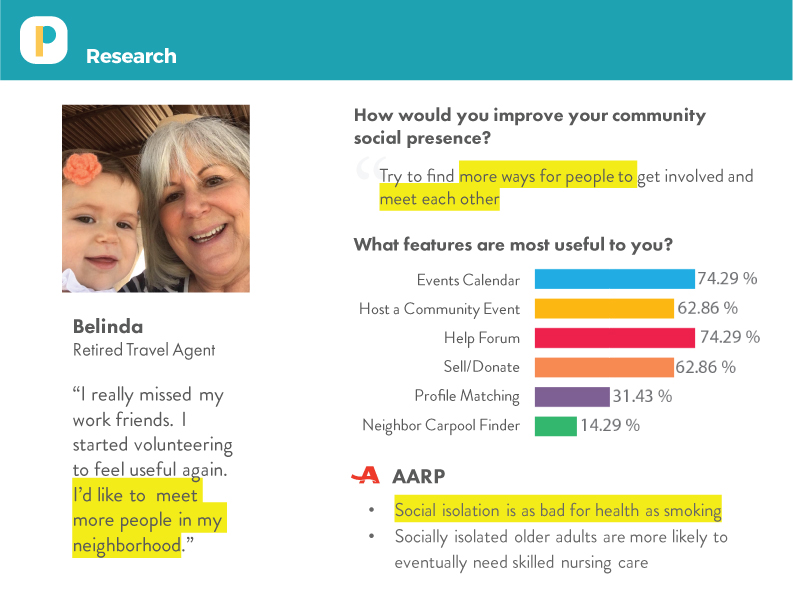 P
Research
Belinda
Retired Travel Agent
“I really missed my
work friends. I
started volunteering
to feel useful again.
I’d like to meet
more people in my
neighborhood.”
How would you improve your community
social presence?
“
Try to find more ways for people to get involved and
meet each other
What features are most useful to you?
Events Calendar 74.29 %
Host a Community Event 62.86 %
Help Forum 74.29 %
Sell/Donate 62.86 %
Profile Matching 31.43 %
Neighbor Carpool Finder 14.29 %
AARP
• Social isolation is as bad for health as smoking
• Socially isolated older adults are more likely to
eventually need skilled nursing care